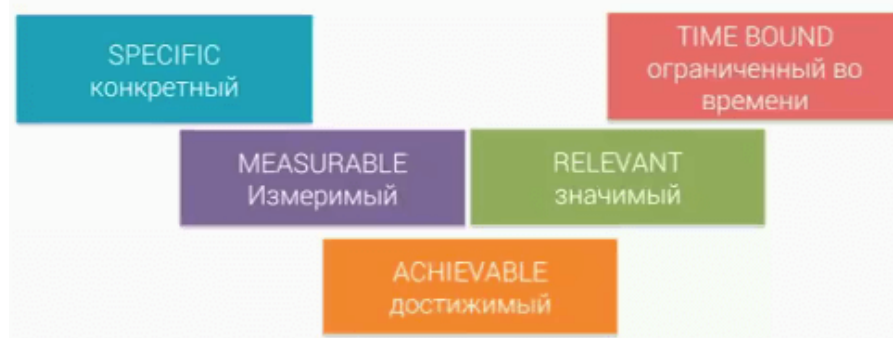 SPECIFIC
конкретный
MEASURABLE
Измеримый
ACHIEVABLE
достижимый
RELEVANT
значимый
TIME BOUND
ограниченный во
времени